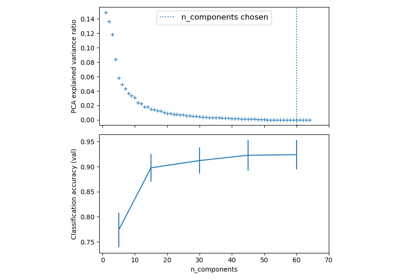 PCA explained variance ratio
0.14
0.12
0.10
0.08
0.06
0.04
0.02
0.00
n_components chosen
Classification accuracy (val)
0.95
0.90
0.85
0.80
0.75
0 10 20 30 40 50 60 70
n_components